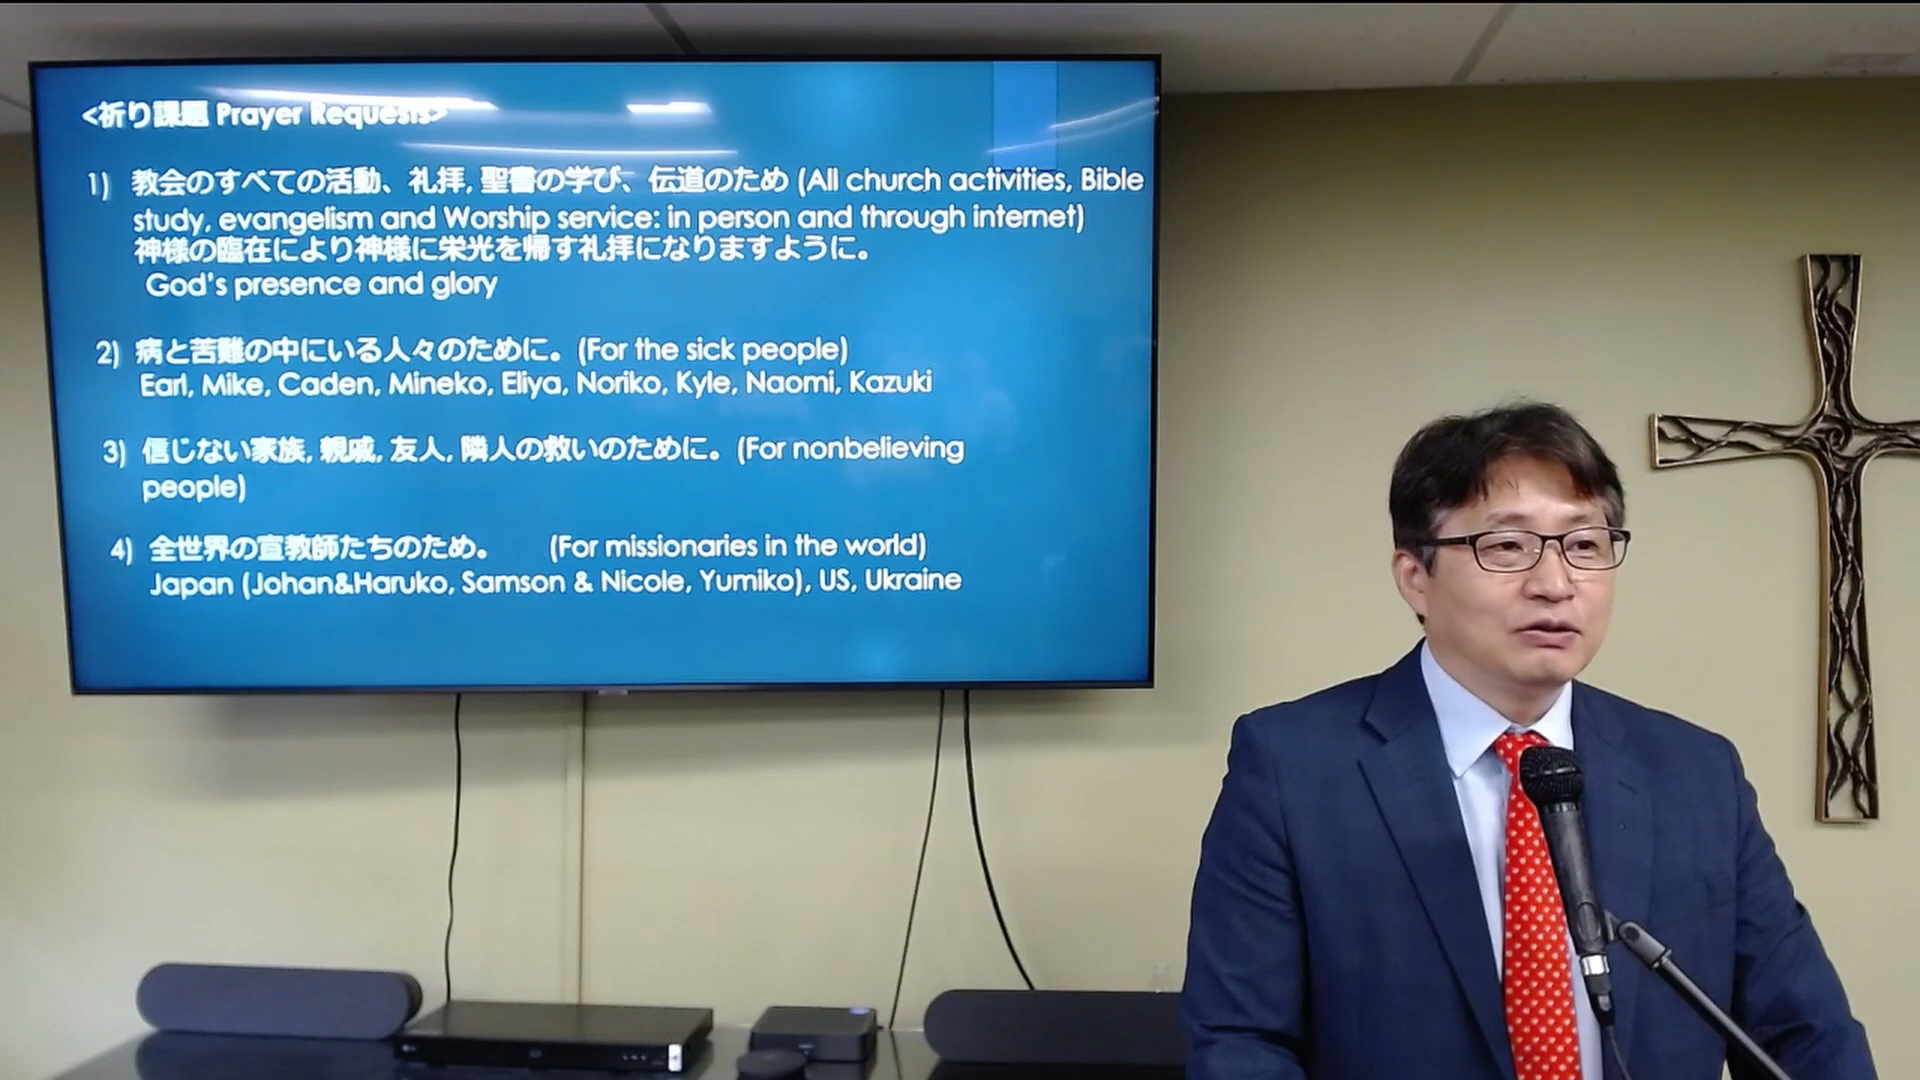 <祈り課題 Prayer Requests>
1) 教会のすべての活動、礼拝, 聖書の学び、伝道のため (All church activities, Bible
study, evangelism and Worship service: in person and through internet)
神様の臨在により神様に栄光を帰す礼拝になりますように。
God's presence and glory
2) 病と苦難の中にいる人々のために。(For the sick people)
Earl, Mike, Caden, Mineko, Eliya, Noriko, Kyle, Naomi, Kazuki
3) 信じない家族, 親戚, 友人, 隣人の救いのために。(For nonbelieving
people)
4) 全世界の宣教師たちのため。 (For missionaries in the world)
Japan (Johan&Haruko, Samson & Nicole, Yumiko), US, Ukraine